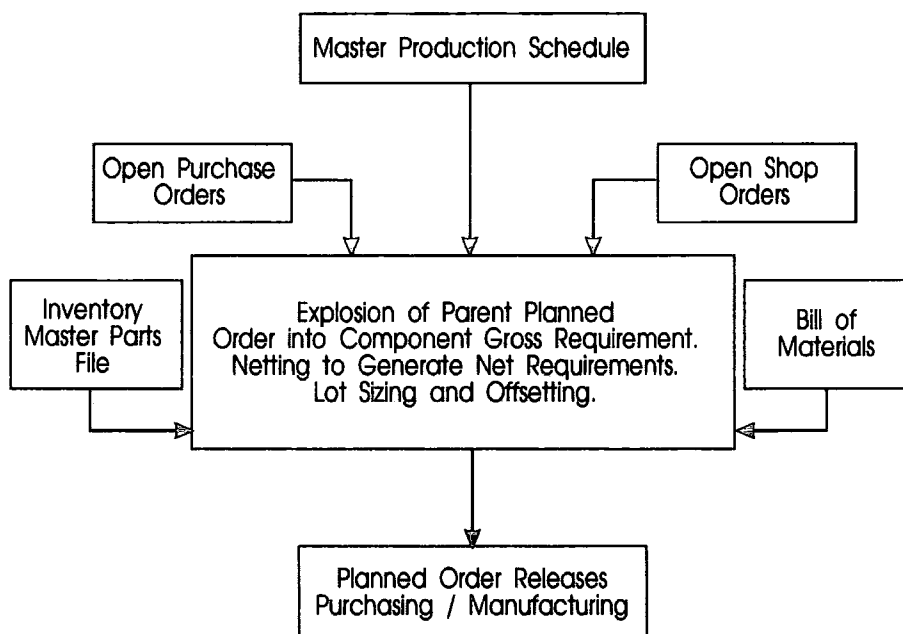 Master Production Schedule
Open Purchase
Orders
Open Shop
Orders
Inventory
Master Parts
File
Explosion of Parent Planned
Order into Component Gross Requirement.
Netting to Generate Net Requirements.
Lot Sizing and Offsetting.
Bill of
Materials
Planned Order Releases
Purchasing / Manufacturing